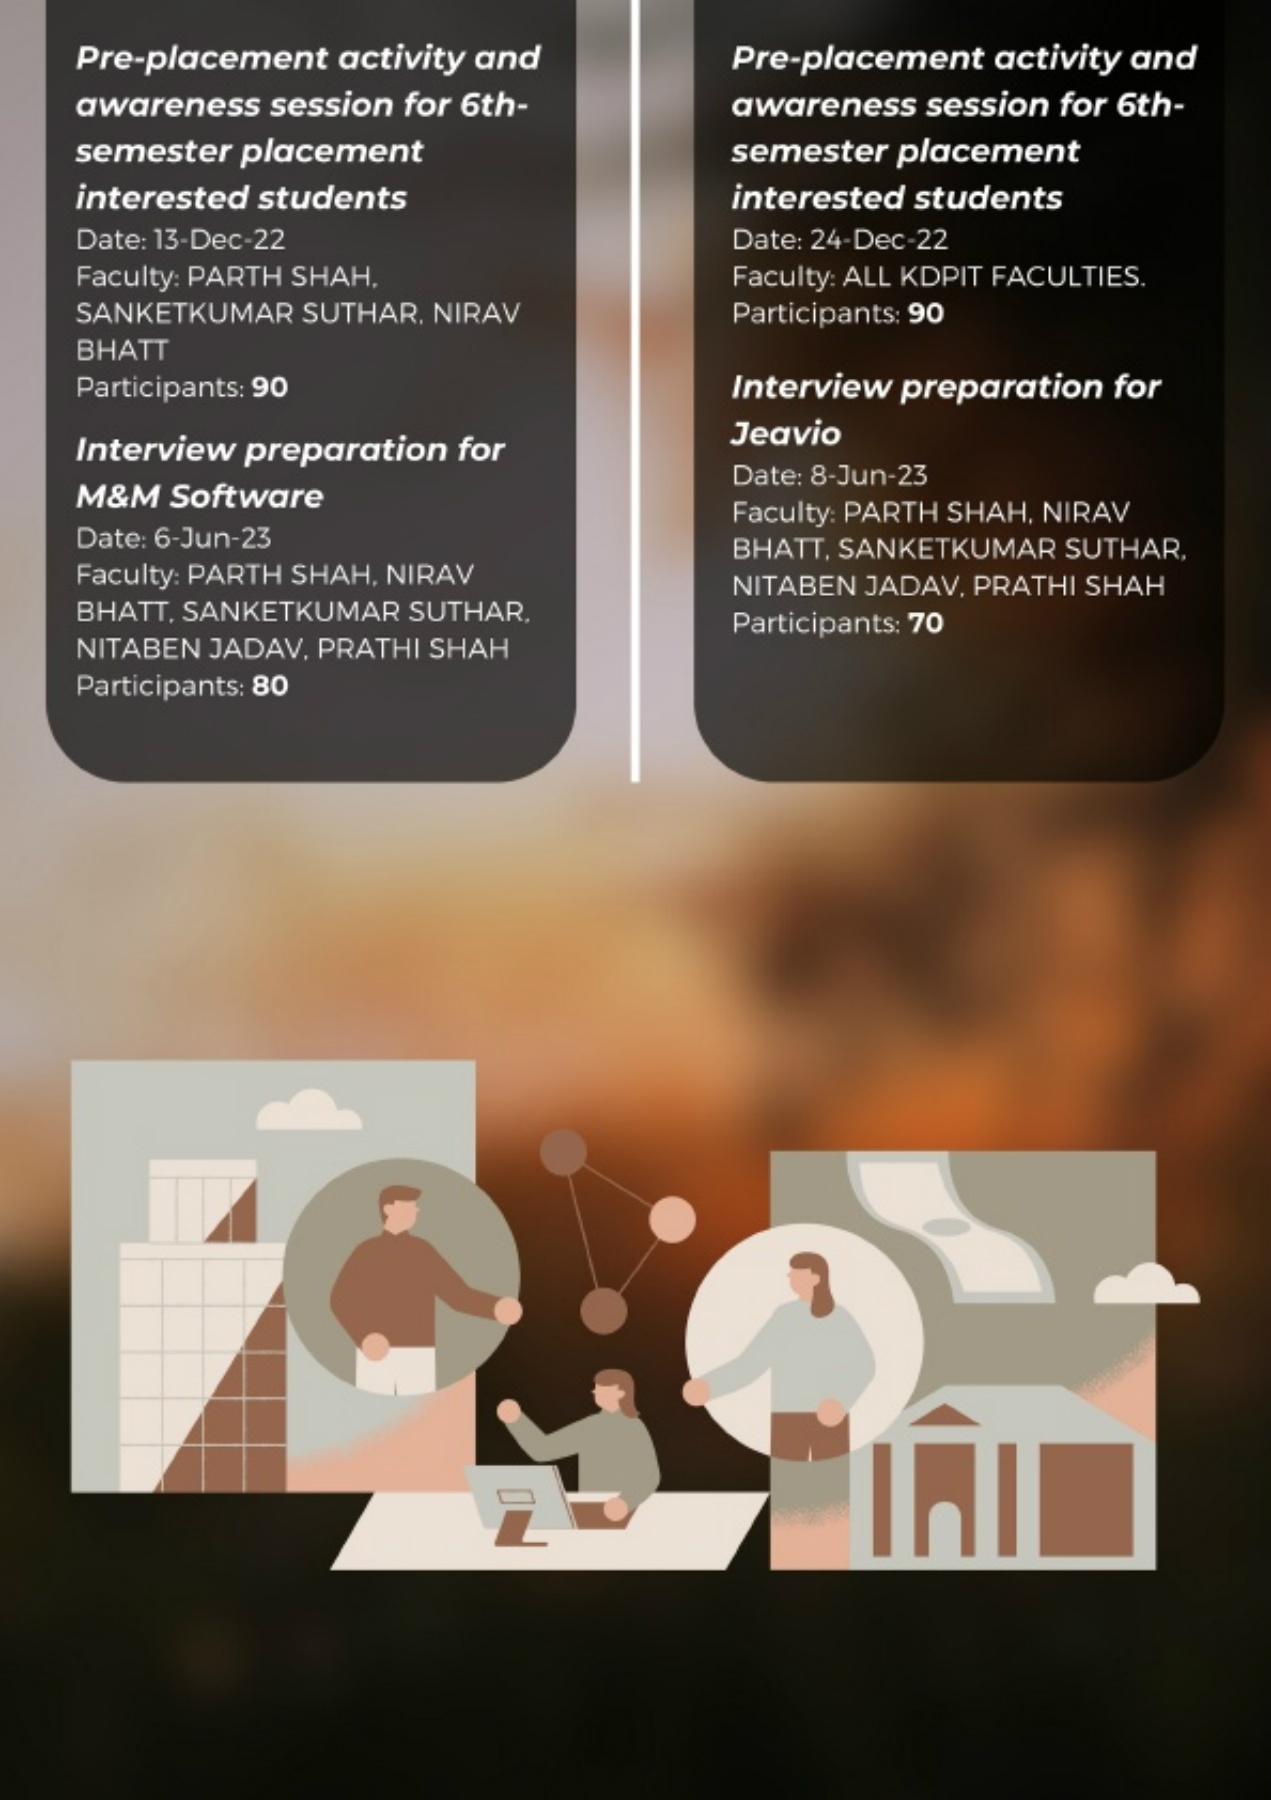 Pre-placement activity and
awareness session for 6th-
semester placement
interested students
Date: 13-Dec-22
Faculty: PARTH SHAH,
SANKETKUMAR SUTHAR, NIRAV
BHATT
Participants: 90
Interview preparation for
M&M Software
Date: 6-Jun-23
Faculty: PARTH SHAH, NIRAV
BHATT, SANKETKUMAR SUTHAR,
NITABEN JADAV, PRATHI SHAH
Participants: 80
Pre-placement activity and
awareness session for 6th-
semester placement
interested students
Date: 24-Dec-22
Faculty: ALL KDPIT FACULTIES.
Participants: 90
Interview preparation for
Jeavio
Date: 8-Jun-23
Faculty: PARTH SHAH, NIRAV
BHATT, SANKETKUMAR SUTHAR,
NITABEN JADAV, PRATHI SHAH
Participants: 70